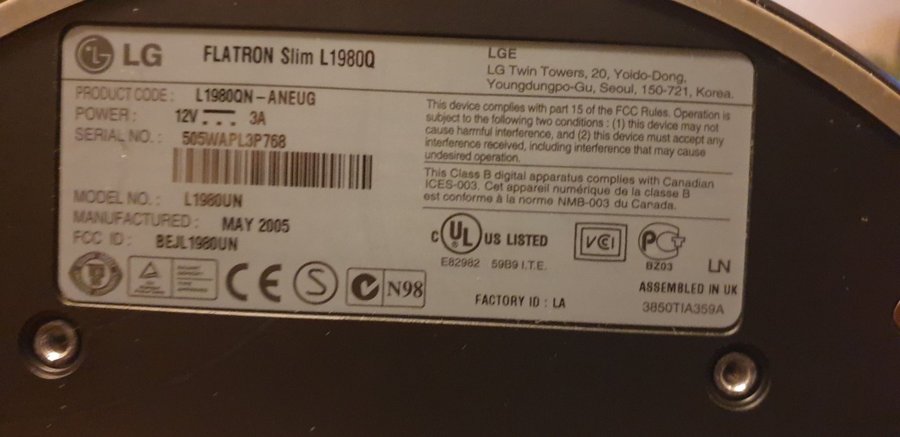 LG FLATRON Slim L1980Q
LGE
LG Twin Towers, 20, Yoido-Dong,
Youngdungpo-Gu, Seoul, 150-721, Korea.
PRODUCT CODE : L1980QN-ANEUG
POWER : 12V 3A
SERIAL NO. : 505WAPL3P768
MODEL NO. : L1980UN
MANUFACTURED : MAY 2005
FCC ID : BEJL1980UN
This device complies with part 15 of the FCC Rules. Operation is
subject to the following two conditions : (1) this device may not
cause harmful interference, and (2) this device must accept any
interference received, including interference that may cause
undesired operation.
This Class B digital apparatus complies with Canadian
ICES-003. Cet appareil numérique de la classe B
est conforme à la norme NMB-003 du Canada.
C UL US LISTED
E82982 59B9 I.T.E.
VCI
BZ03
LN
CE S N98
FACTORY ID : LA
ASSEMBLED IN UK
3850TIA359A